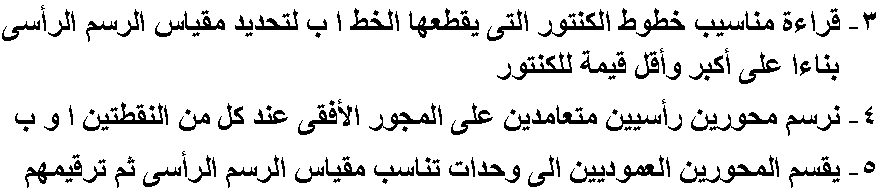 ٣- قراءة مناسيب خطوط الكنتور التى يقطعها الخط ا ب لتحديد مقياس الرسم الرأسى
بناءا على أكبر وأقل قيمة للكنتور
٤- نرسم محورين رأسيين متعامدين على المجور الأفقى عند كل من النقطتين ا و ب
٥- يقسم المحورين العموديين الى وحدات تناسب مقياس الرسم الرأسى ثم ترقيمهم